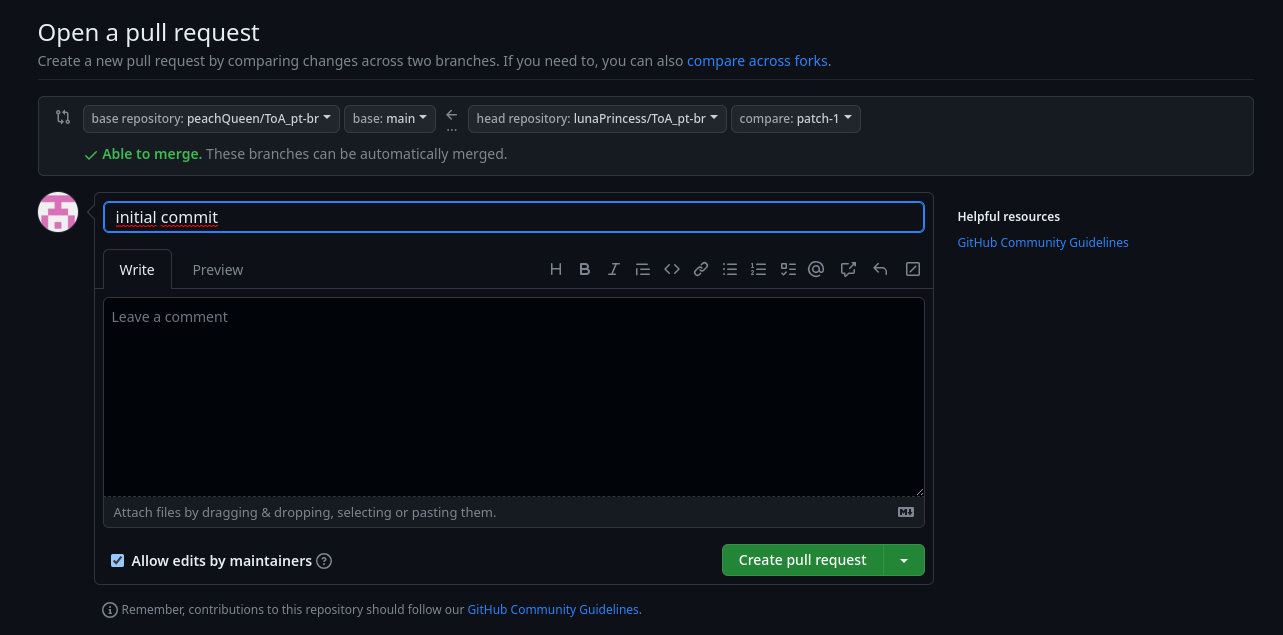 Open a pull request
Create a new pull request by comparing changes across two branches. If you need to, you can also compare across forks.
base repository: peachQueen/ToA_pt-br base: main head repository: lunaPrincess/ToA_pt-br compare: patch-1
Able to merge. These branches can be automatically merged.
initial commit
Helpful resources
GitHub Community Guidelines
Write Preview
Leave a comment
Attach files by dragging & dropping, selecting or pasting them.
Allow edits by maintainers
Create pull request
Remember, contributions to this repository should follow our GitHub Community Guidelines.